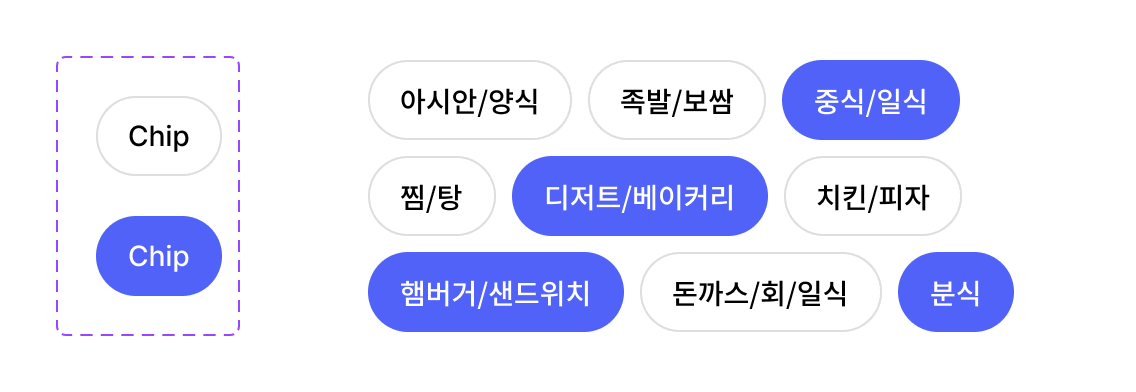 Chip
Chip
아시안/양식 족발/보쌈 중식/일식
찜/탕 디저트/베이커리 치킨/피자
햄버거/샌드위치 돈까스/회/일식 분식